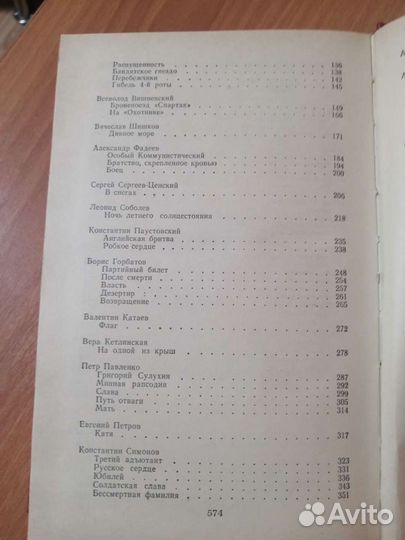 Распущенность . . . 136
Бандитское гнездо . . . 138
Перебежчики . . . 142
Гибель 4-й роты . . . 145
Всеволод Вишневский
Бронепоезд «Спартак» . . . 149
На «Охотнике» . . . 166
Вячеслав Шишков
Дивное море . . . 171
Александр Фадеев
Особый Коммунистический . . . 184
Братство, скрепленное кровью . . . 194
Боец . . . 200
Сергей Сергеев-Ценский
В снегах . . . 206
Леонид Соболев
Ночь летнего солнцестояния . . . 218
Константин Паустовский
Английская бритва . . . 235
Робкое сердце . . . 238
Борис Горбатов
Партийный билет . . . 248
После смерти . . . 254
Власть . . . 257
Дезертир . . . 261
Возвращение . . . 265
Валентин Катаев
Флаг . . . 272
Вера Кетлинская
На одной из крыш . . . 278
Петр Павленко
Григорий Сулухия . . . 287
Минная рапсодия . . . 292
Слава . . . 299
Путь отваги . . . 305
Мать . . . 314
Евгений Петров
Катя . . . 317
Константин Симонов
Третий адъютант . . . 323
Русское сердце . . . 331
Юбилей . . . 336
Солдатская слава . . . 343
Бессмертная фамилия . . . 351
574
Avito